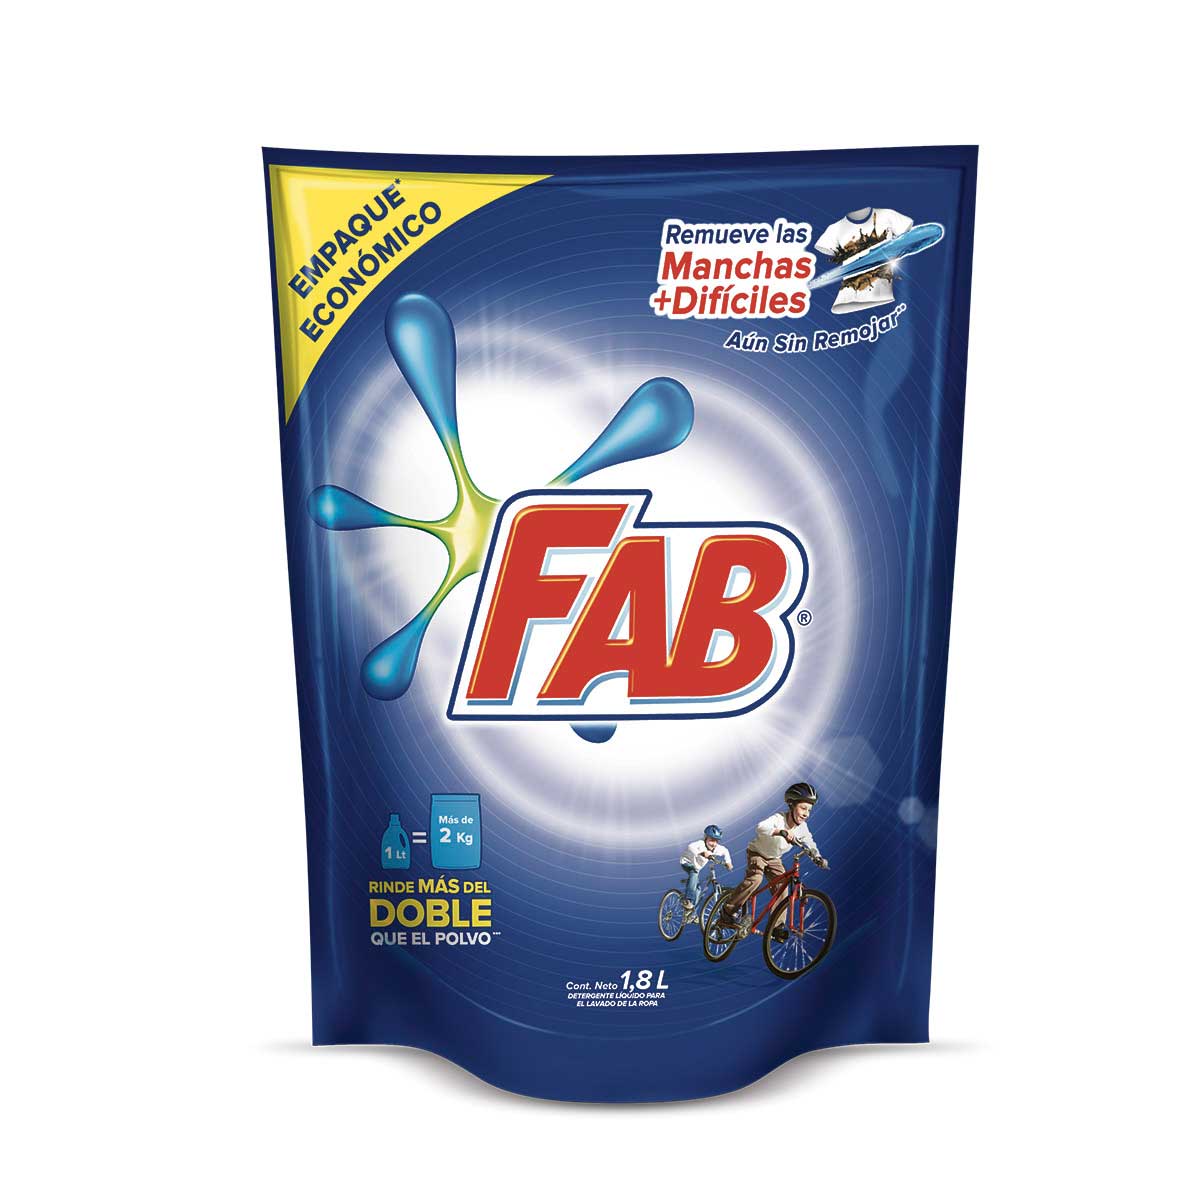 EMPAQUE*
ECONÓMICO
Remueve las
Manchas
+Difíciles
Aún Sin Remojar**
FAB®
1 Lt
=
Más de
2 Kg
RINDE MÁS DEL
DOBLE
QUE EL POLVO***
Cont. Neto 1,8 L
DETERGENTE LÍQUIDO PARA
EL LAVADO DE LA ROPA